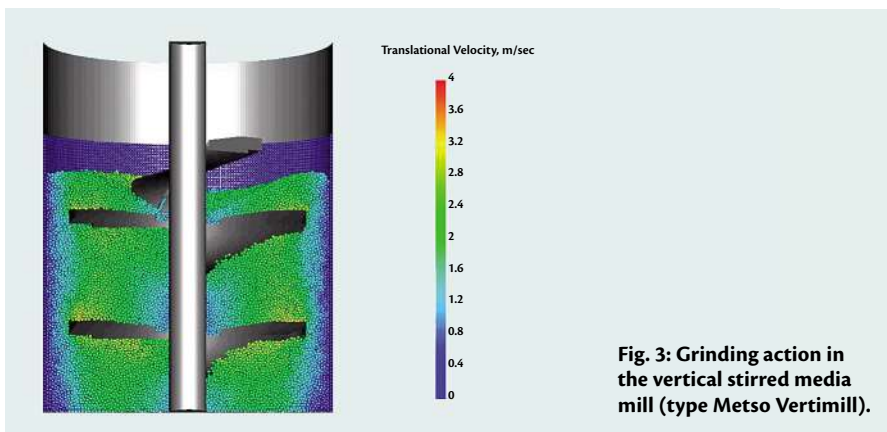 Translational Velocity, m/sec
4
3.6
3.2
2.8
2.4
2
1.6
1.2
0.8
0.4
0
Fig. 3: Grinding action in
the vertical stirred media
mill (type Metso Vertimill).